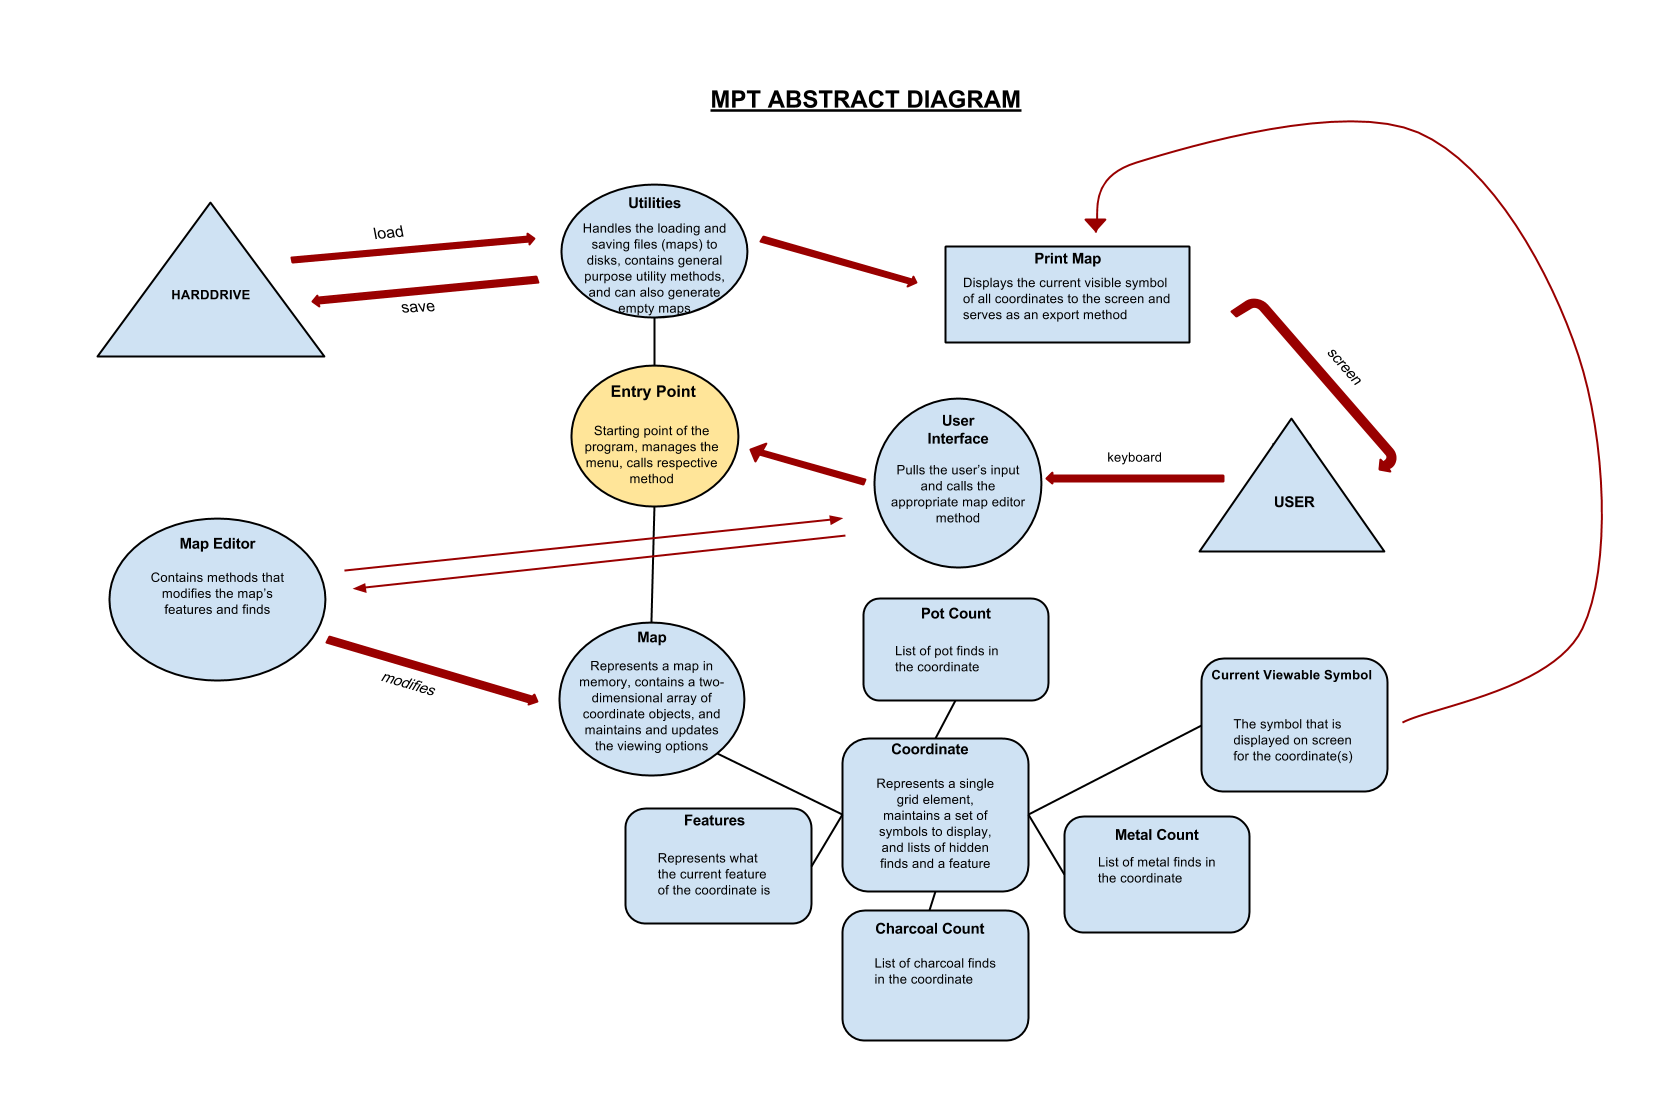 MPT ABSTRACT DIAGRAM
Utilities
Handles the loading and
saving files (maps) to
disks, contains general
purpose utility methods,
and can also generate
empty maps
load
save
HARDDRIVE
Print Map
Displays the current visible symbol
of all coordinates to the screen and
serves as an export method
screen
Entry Point
Starting point of the
program, manages the
menu, calls respective
method
User
Interface
Pulls the user's input
and calls the
appropriate map editor
method
keyboard
USER
Map Editor
Contains methods that
modifies the map's
features and finds
modifies
Map
Represents a map in
memory, contains a two-
dimensional array of
coordinate objects, and
maintains and updates
the viewing options
Pot Count
List of pot finds in
the coordinate
Current Viewable Symbol
The symbol that is
displayed on screen
for the coordinate(s)
Coordinate
Represents a single
grid element,
maintains a set of
symbols to display,
and lists of hidden
finds and a feature
Features
Represents what
the current feature
of the coordinate is
Metal Count
List of metal finds in
the coordinate
Charcoal Count
List of charcoal finds
in the coordinate